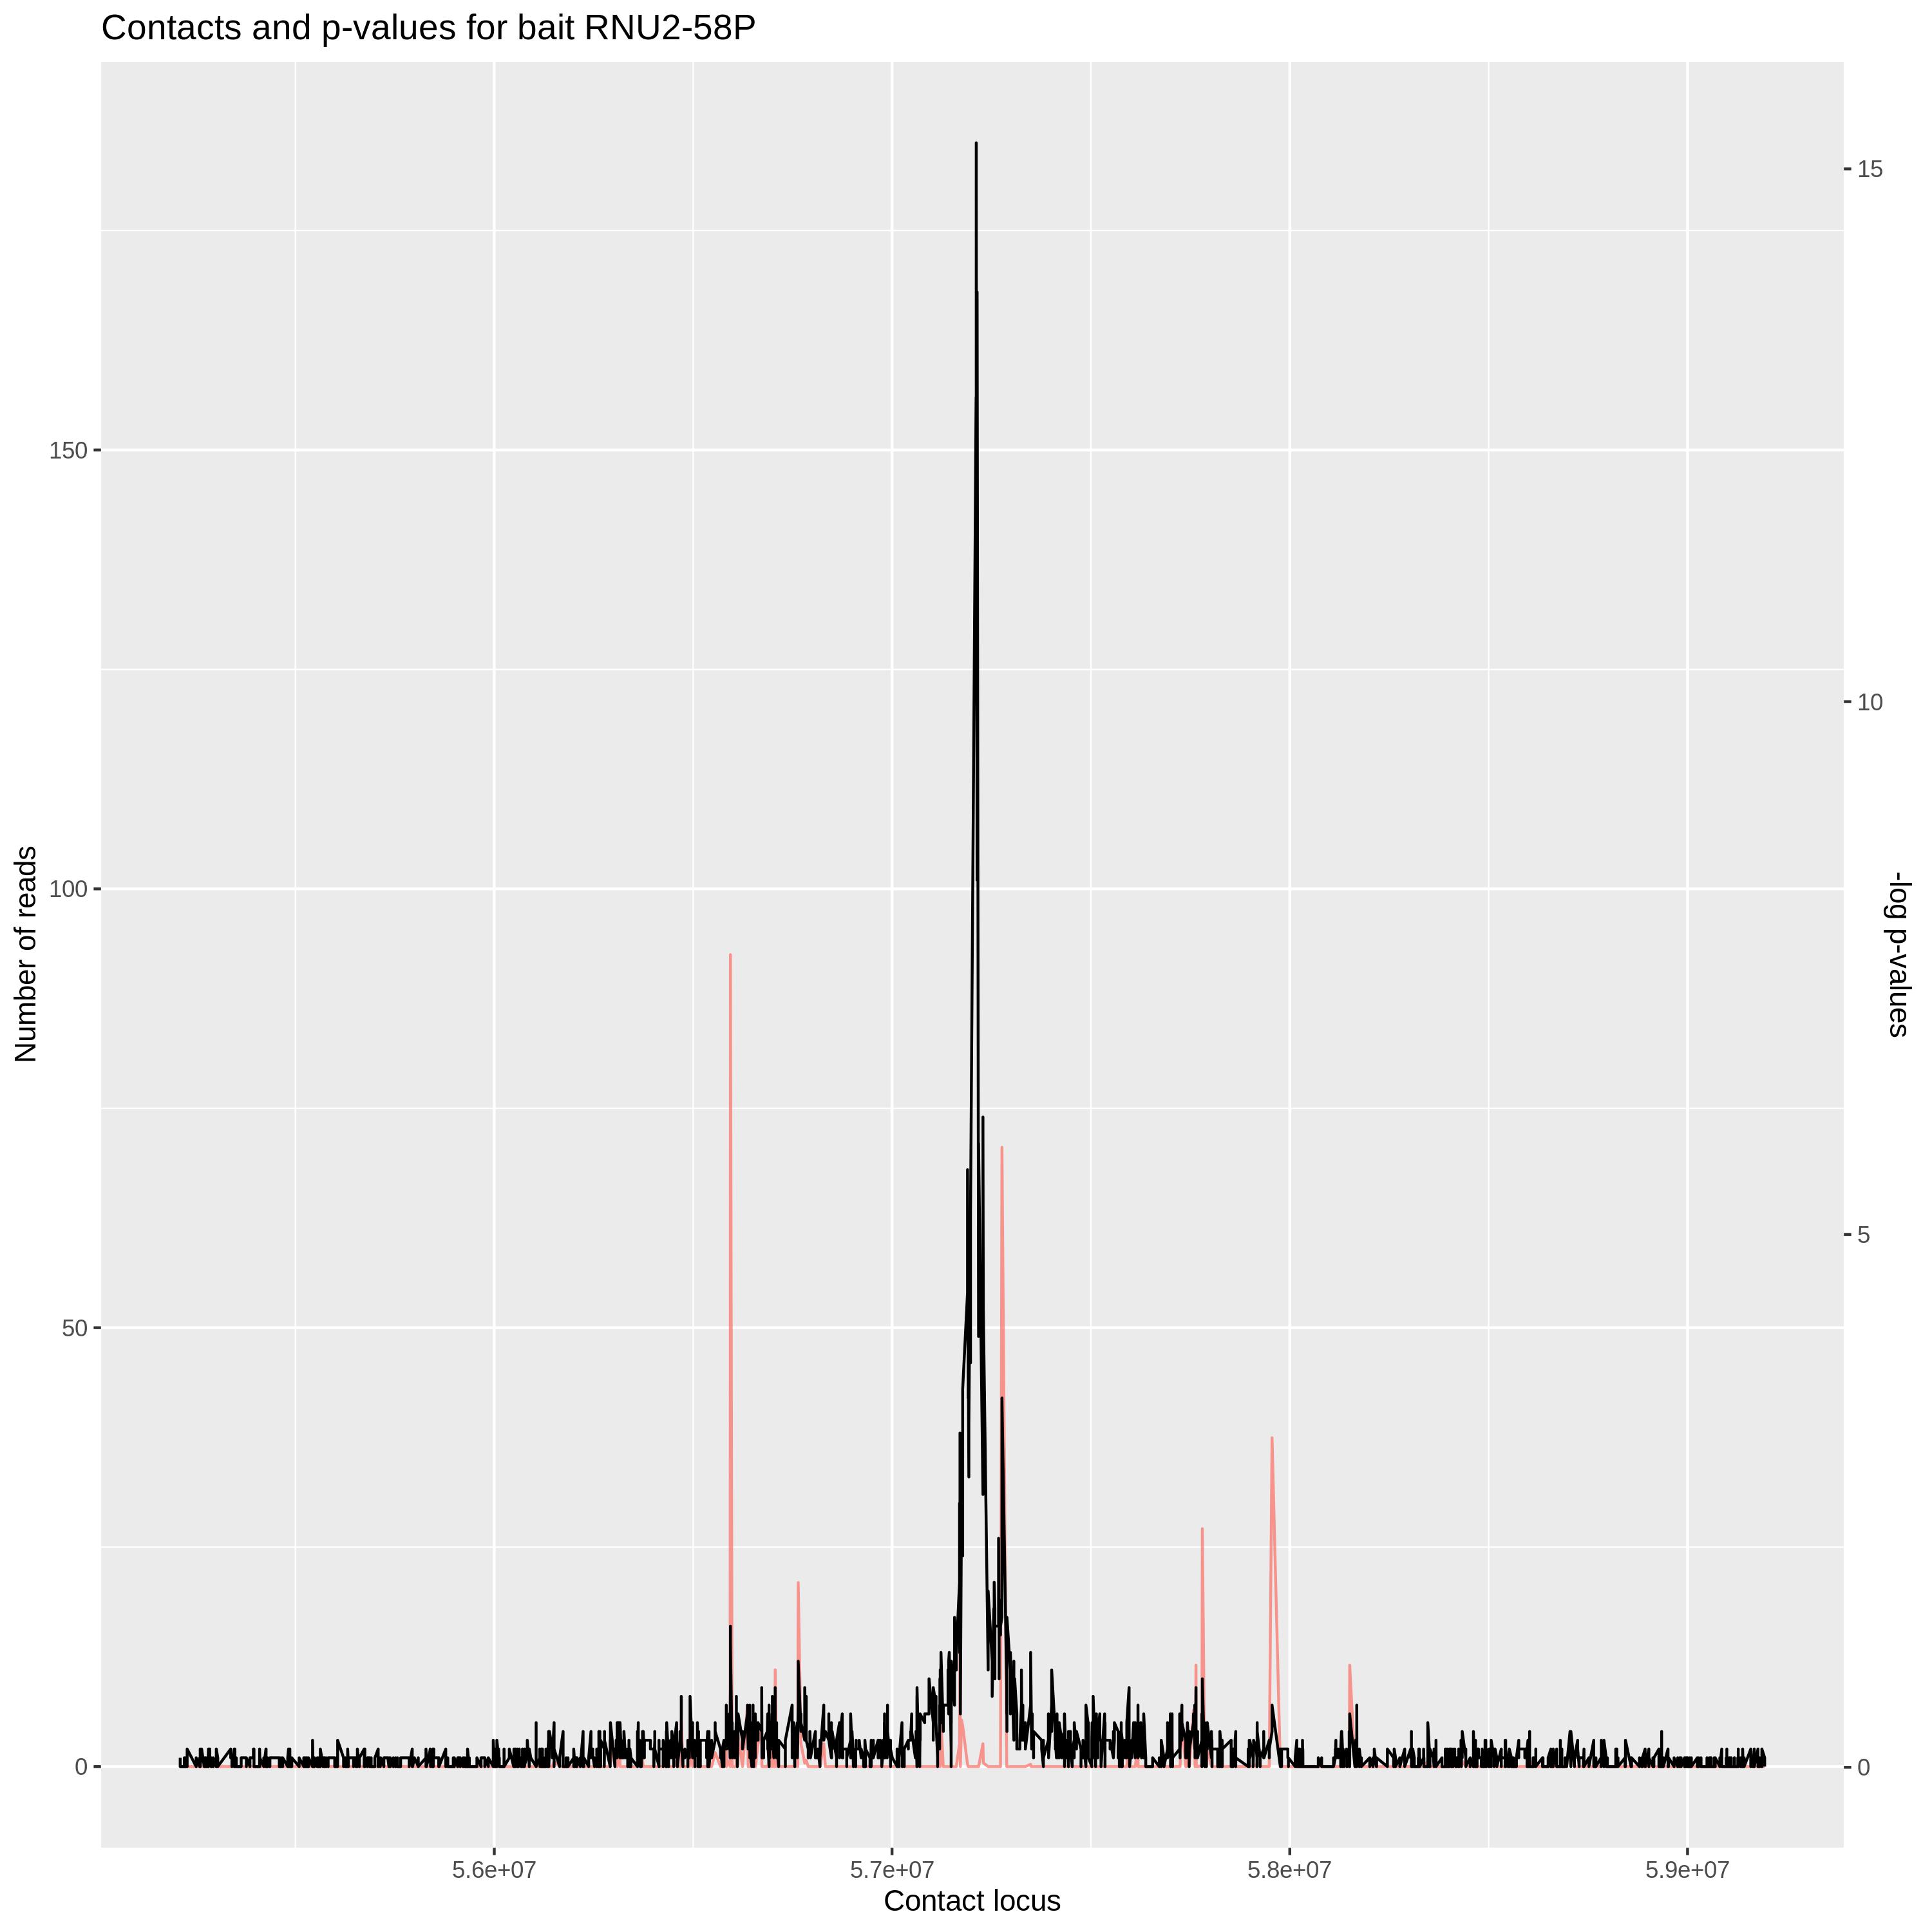 Contacts and p-values for bait RNU2-58P
Number of reads
150
100
50
0
15
10
5
0
-log p-values
5.6e+07
5.7e+07
5.8e+07
5.9e+07
Contact locus